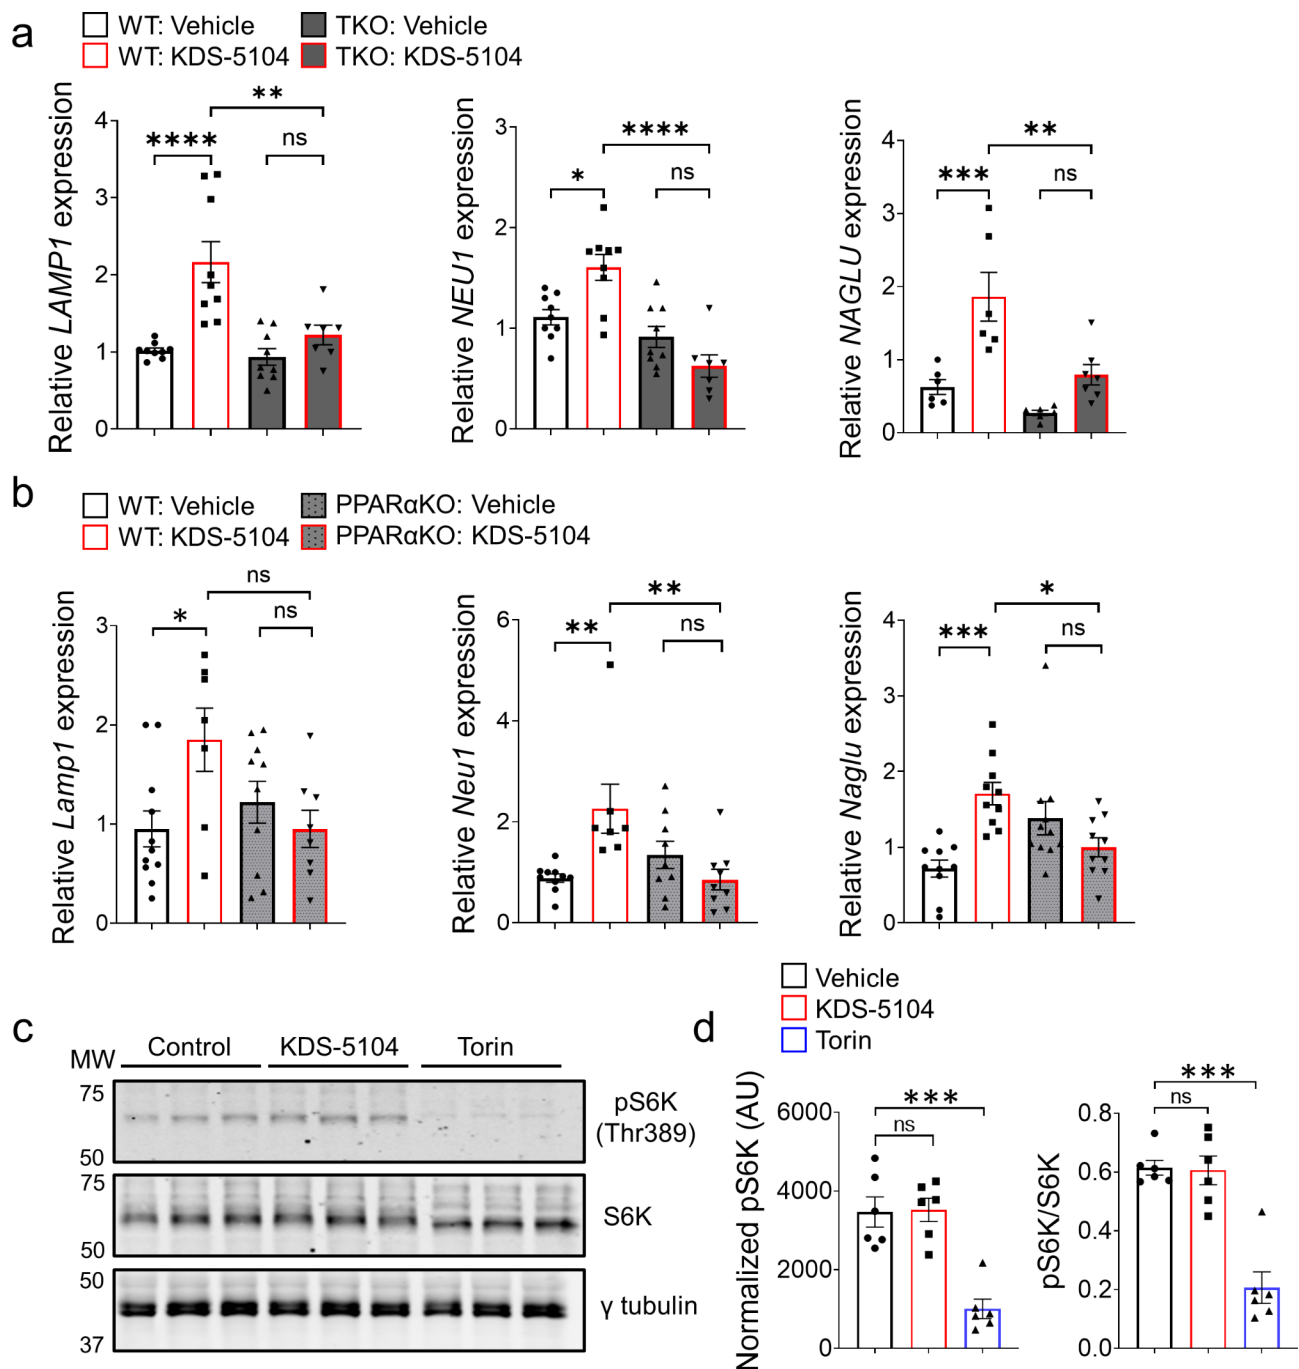 a
WT: Vehicle TKO: Vehicle
WT: KDS-5104 TKO: KDS-5104
Relative LAMP1 expression
4
3
2
1
0
**** ** ns
Relative NEU1 expression
3
2
1
0
* **** ns
Relative NAGLU expression
4
3
2
1
0
*** ** ns
b
WT: Vehicle PPARαKO: Vehicle
WT: KDS-5104 PPARαKO: KDS-5104
Relative Lamp1 expression
3
2
1
0
* ns ns
Relative Neu1 expression
6
4
2
0
** ** ns
Relative Naglu expression
4
3
2
1
0
*** * ns
c
MW Control KDS-5104 Torin
75
50
pS6K
(Thr389)
75
50
S6K
50
37
γ tubulin
d
Vehicle
KDS-5104
Torin
Normalized pS6K (AU)
6000
4000
2000
0
***
ns
pS6K/S6K
0.8
0.6
0.4
0.2
0.0
***
ns